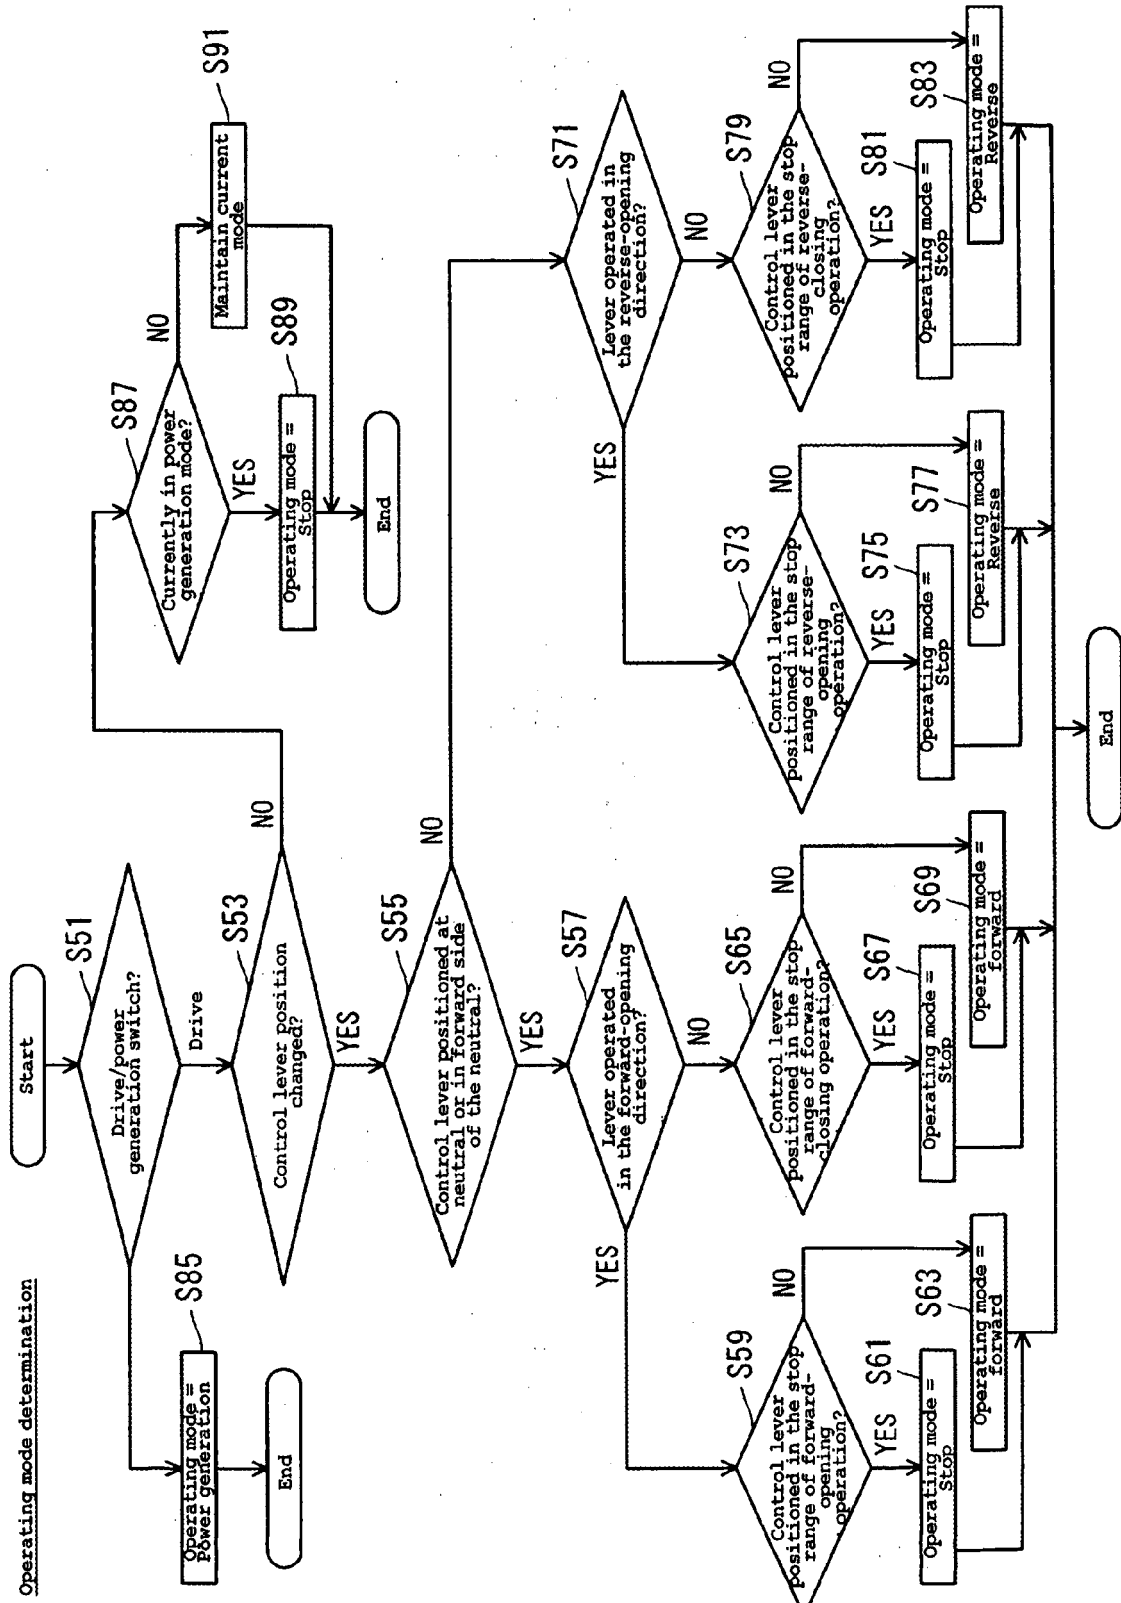 Operating mode determination
Start
S51
Drive/power
generation switch?
Drive
S85
Operating mode =
Power generation
End
S53
Control lever position
changed?
NO
YES
S87
Currently in power
generation mode?
NO
YES
S91
Maintain current
mode
S89
Operating mode =
Stop
End
S55
Control lever positioned at
neutral or in forward side
of the neutral?
NO
YES
S57
Lever operated
in the forward-opening
direction?
YES
NO
S71
Lever operated in
the reverse-opening
direction?
YES
NO
S59
Control lever
positioned in the stop
range of forward-
opening
operation?
NO
YES
S61
Operating mode =
Stop
S63
Operating mode =
forward
S65
Control lever
positioned in the stop
range of forward-
closing operation?
NO
YES
S67
Operating mode =
Stop
S69
Operating mode =
forward
S73
Control lever
positioned in the stop
range of reverse-
opening
operation?
NO
YES
S75
Operating mode =
Stop
S77
Operating mode =
Reverse
S79
Control lever
positioned in the stop
range of reverse-
closing
operation?
NO
YES
S81
Operating mode =
Stop
S83
Operating mode =
Reverse
End